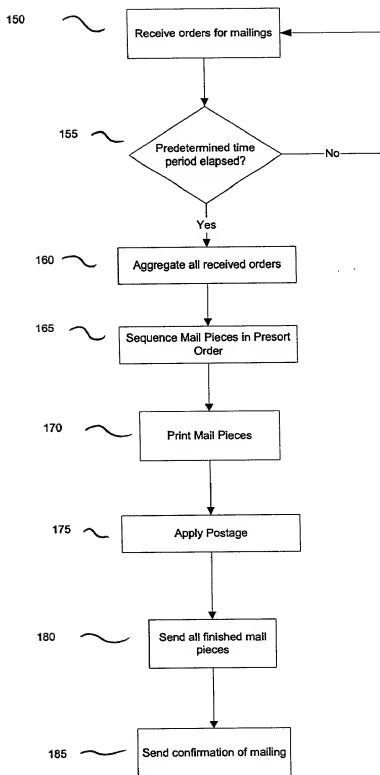 150
Receive orders for mailings
155
Predetermined time
period elapsed?
No
Yes
160
Aggregate all received orders
165
Sequence Mail Pieces in Presort
Order
170
Print Mail Pieces
175
Apply Postage
180
Send all finished mail
pieces
185
Send confirmation of mailing